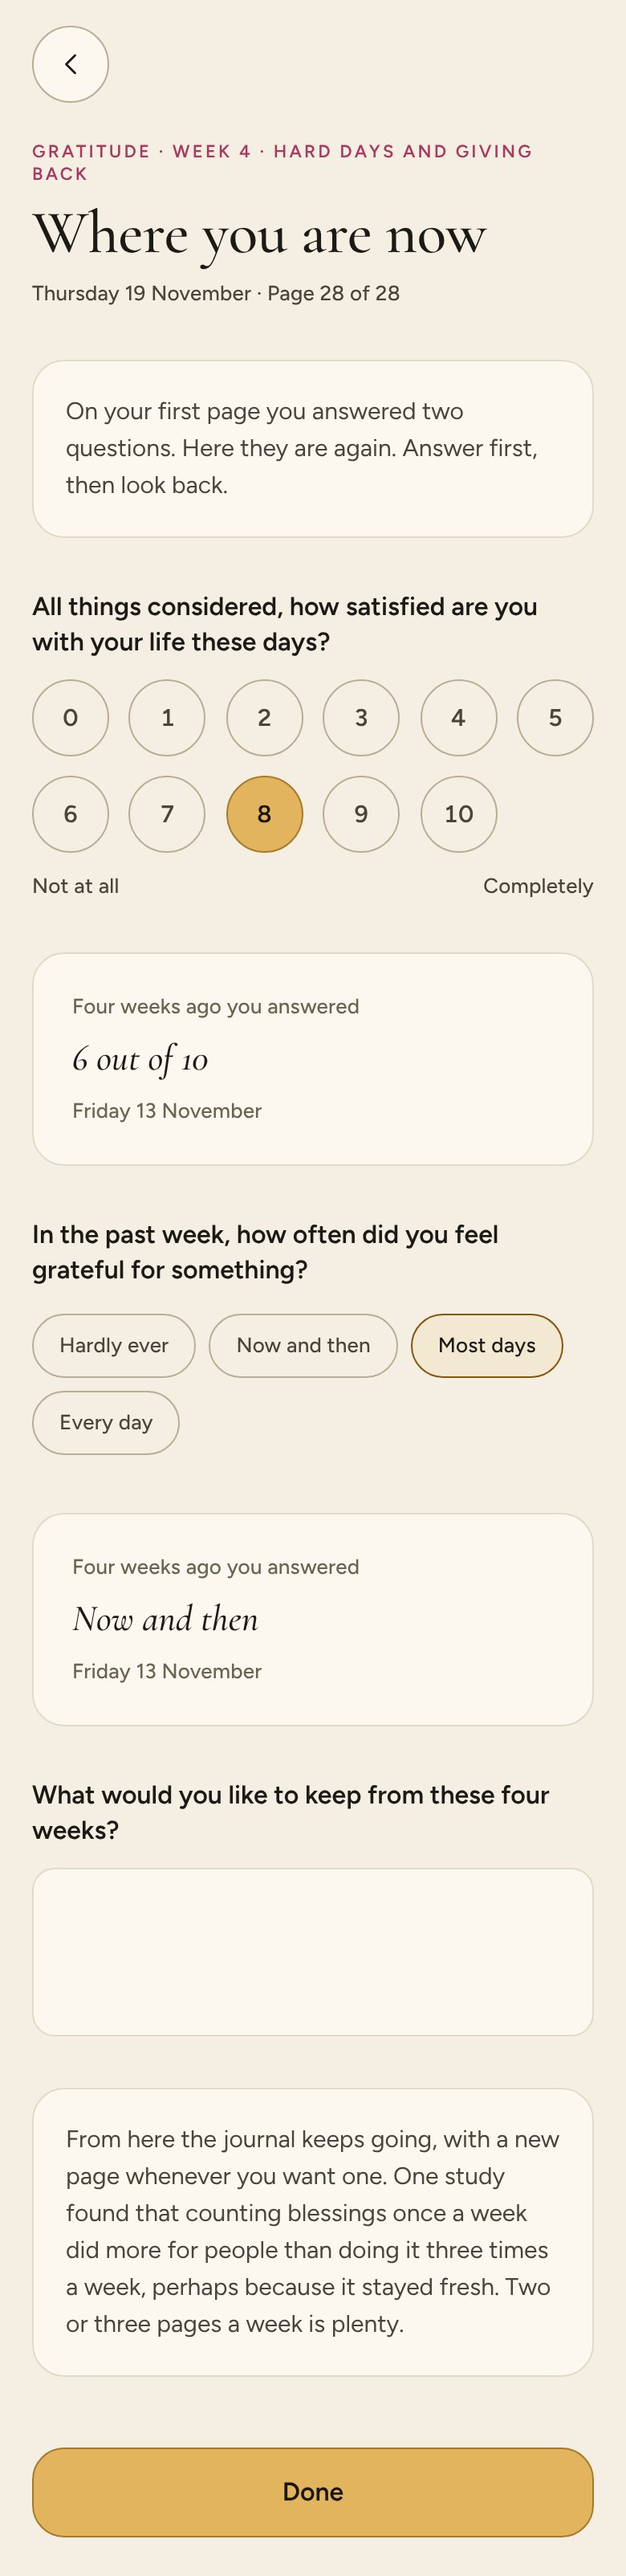 GRATITUDE · WEEK 4 · HARD DAYS AND GIVING
BACK
Where you are now
Thursday 19 November · Page 28 of 28
On your first page you answered two
questions. Here they are again. Answer first,
then look back.
All things considered, how satisfied are you
with your life these days?
0 1 2 3 4 5
6 7 8 9 10
Not at all Completely
Four weeks ago you answered
6 out of 10
Friday 13 November
In the past week, how often did you feel
grateful for something?
Hardly ever Now and then Most days
Every day
Four weeks ago you answered
Now and then
Friday 13 November
What would you like to keep from these four
weeks?
From here the journal keeps going, with a new
page whenever you want one. One study
found that counting blessings once a week
did more for people than doing it three times
a week, perhaps because it stayed fresh. Two
or three pages a week is plenty.
Done